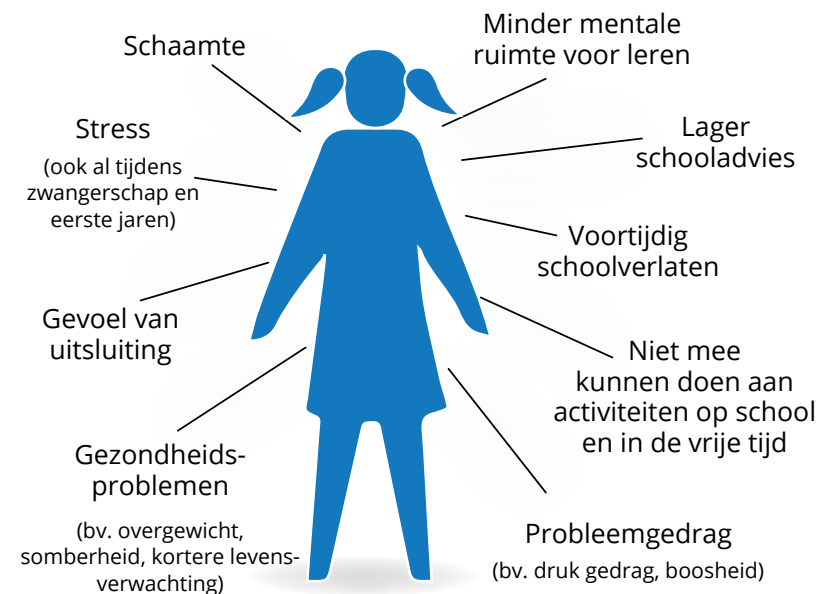 Schaamte
Stress
(ook al tijdens
zwangerschap en
eerste jaren)
Gevoel van
uitsluiting
Gezondheids-
problemen
(bv. overgewicht,
somberheid, kortere levens-
verwachting)
Minder mentale
ruimte voor leren
Lager
schooladvies
Voortijdig
schoolverlaten
Niet mee
kunnen doen aan
activiteiten op school
en in de vrije tijd
Probleemgedrag
(bv. druk gedrag, boosheid)